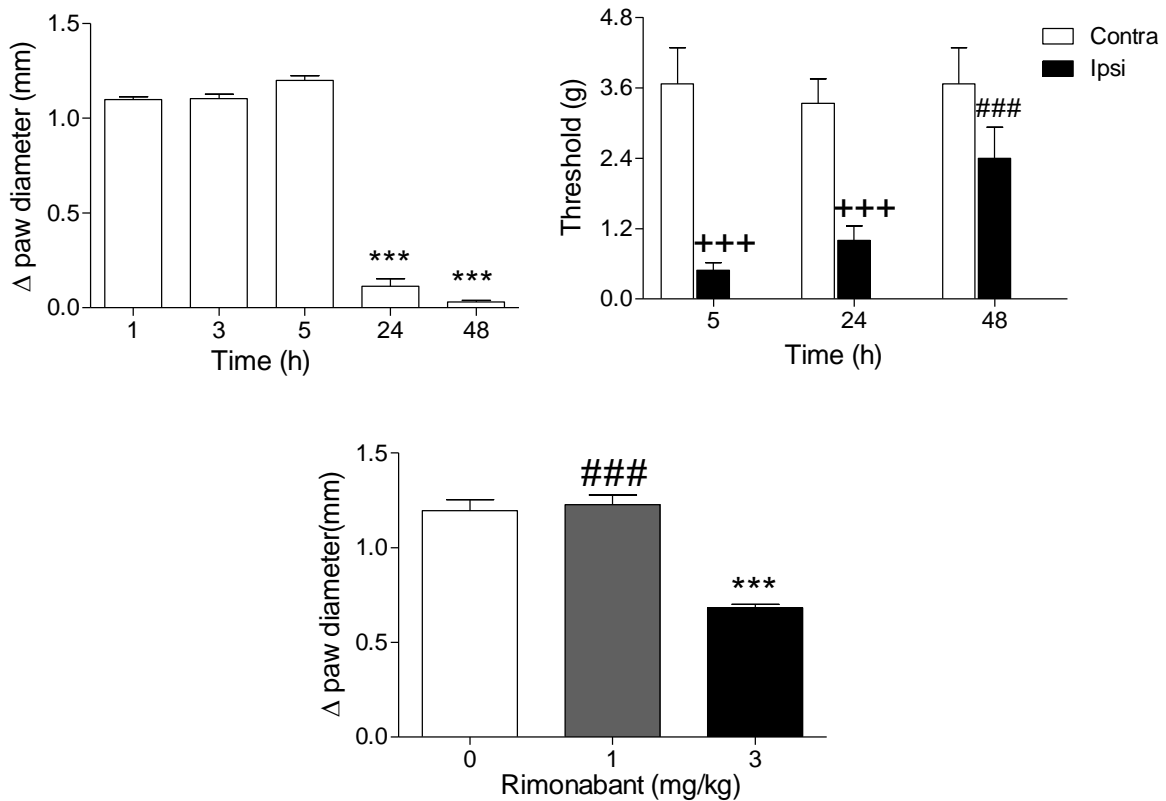 Δ paw diameter (mm)
1.5
1.0
0.5
0.0
*** ***
1 3 5 24 48
Time (h)
Threshold (g)
4.8
3.6
2.4
1.2
0.0
+++
+++
###
5 24 48
Time (h)
Contra
Ipsi
Δ paw diameter(mm)
1.5
1.0
0.5
0.0
###
***
0 1 3
Rimonabant (mg/kg)